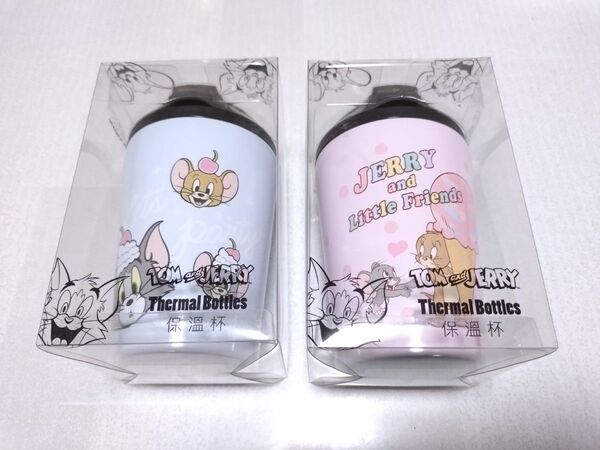 TOM and JERRY
Thermal Bottles
保溫杯
JERRY
and
Little Friends
TOM and JERRY
Thermal Bottles
保溫杯